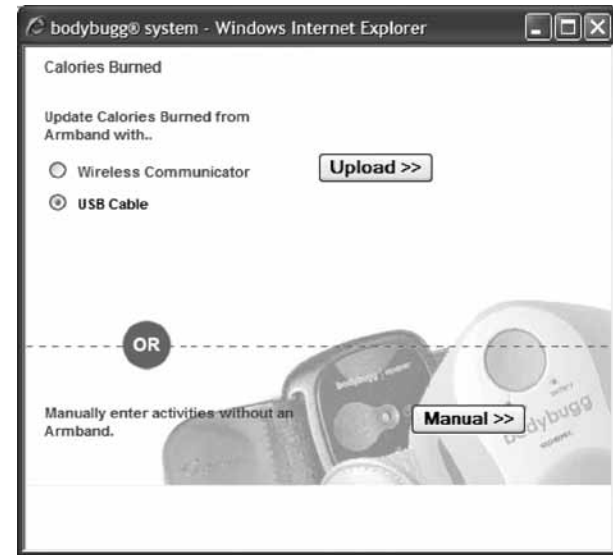 bodybugg® system - Windows Internet Explorer
Calories Burned
Update Calories Burned from
Armband with..
Wireless Communicator
Upload >>
USB Cable
OR
Manually enter activities without an
Armband.
Manual >>
bodybugg
bodybugg